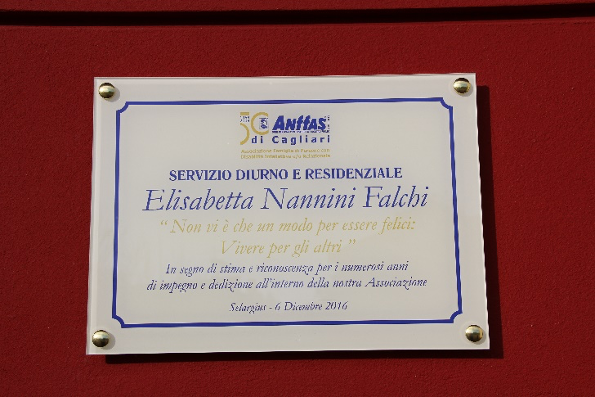 50 Anffas
di Cagliari
SERVIZIO DIURNO E RESIDENZIALE
Elisabetta Nannini Falchi
“Non vi è che un modo per essere felici:
Vivere per gli altri”
In segno di stima e riconoscenza per i numerosi anni
di impegno e dedizione all'interno della nostra Associazione
Selargius - 6 Dicembre 2016